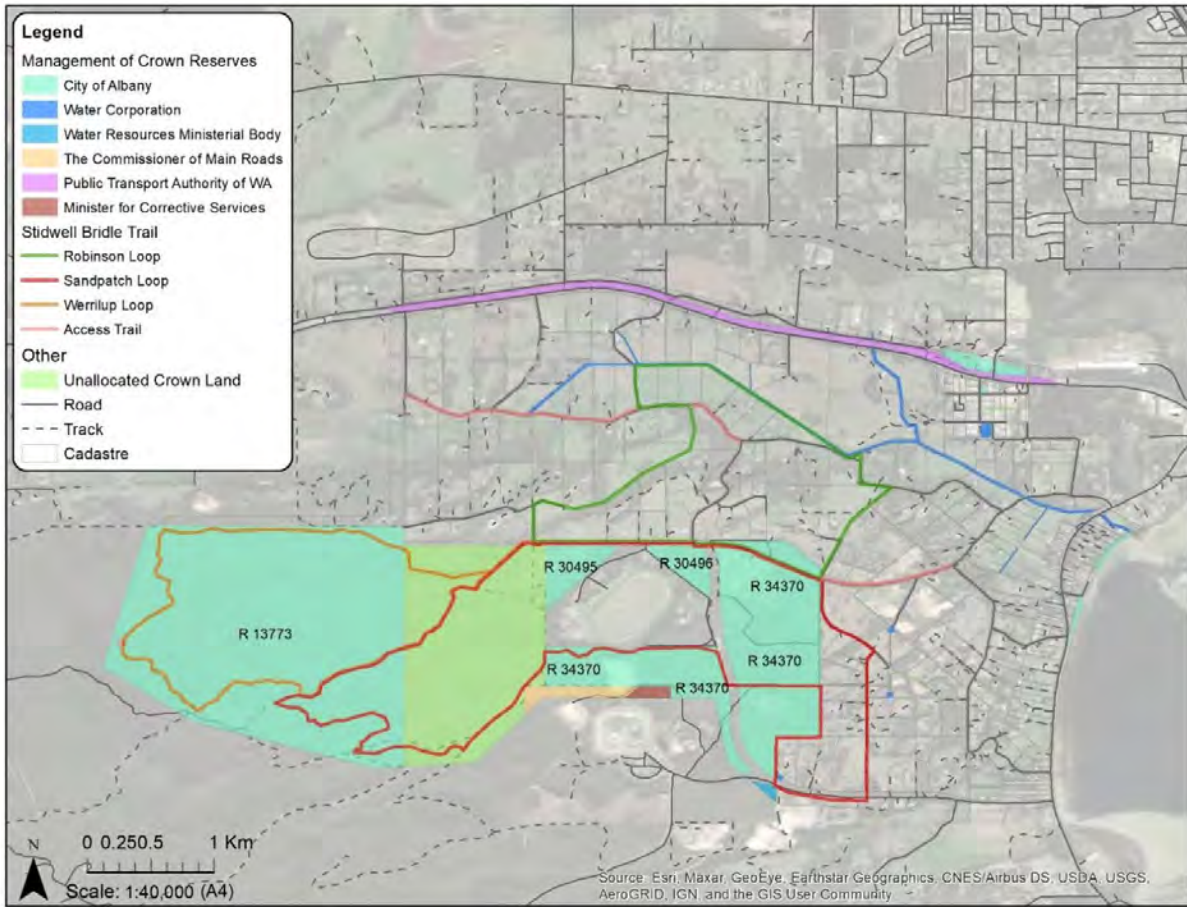 Legend
Management of Crown Reserves
City of Albany
Water Corporation
Water Resources Ministerial Body
The Commissioner of Main Roads
Public Transport Authority of WA
Minister for Corrective Services
Stidwell Bridle Trail
Robinson Loop
Sandpatch Loop
Werrilup Loop
Access Trail
Other
Unallocated Crown Land
Road
Track
Cadastre
R 30495
R 30496
R 34370
R 13773
R 34370
R 34370
R 34370
N
0 0.250.5 1 Km
Scale: 1:40,000 (A4)
Source: Esri, Maxar, GeoEye, Earthstar Geographics, CNES/Airbus DS, USDA, USGS,
AeroGRID, IGN, and the GIS User Community